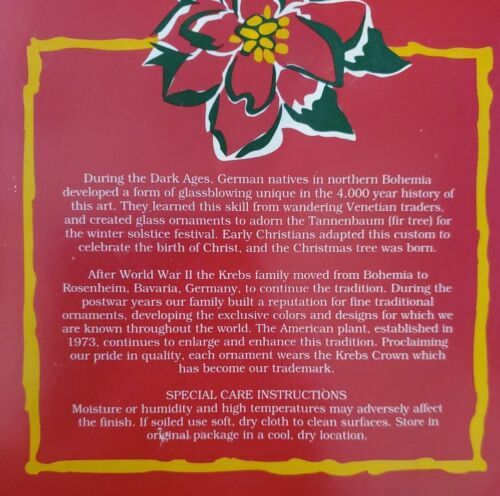 During the Dark Ages, German natives in northern Bohemia
developed a form of glassblowing unique in the 4,000 year history of
this art. They learned this skill from wandering Venetian traders,
and created glass ornaments to adorn the Tannenbaum (fir tree) for
the winter solstice festival. Early Christians adapted this custom to
celebrate the birth of Christ, and the Christmas tree was born.
After World War II the Krebs family moved from Bohemia to
Rosenheim, Bavaria, Germany, to continue the tradition. During the
postwar years our family built a reputation for fine traditional
ornaments, developing the exclusive colors and designs for which we
are known throughout the world. The American plant, established in
1973, continues to enlarge and enhance this tradition. Proclaiming
our pride in quality, each ornament wears the Krebs Crown which
has become our trademark.
SPECIAL CARE INSTRUCTIONS
Moisture or humidity and high temperatures may adversely affect
the finish. If soiled use soft, dry cloth to clean surfaces. Store in
original package in a cool, dry location.